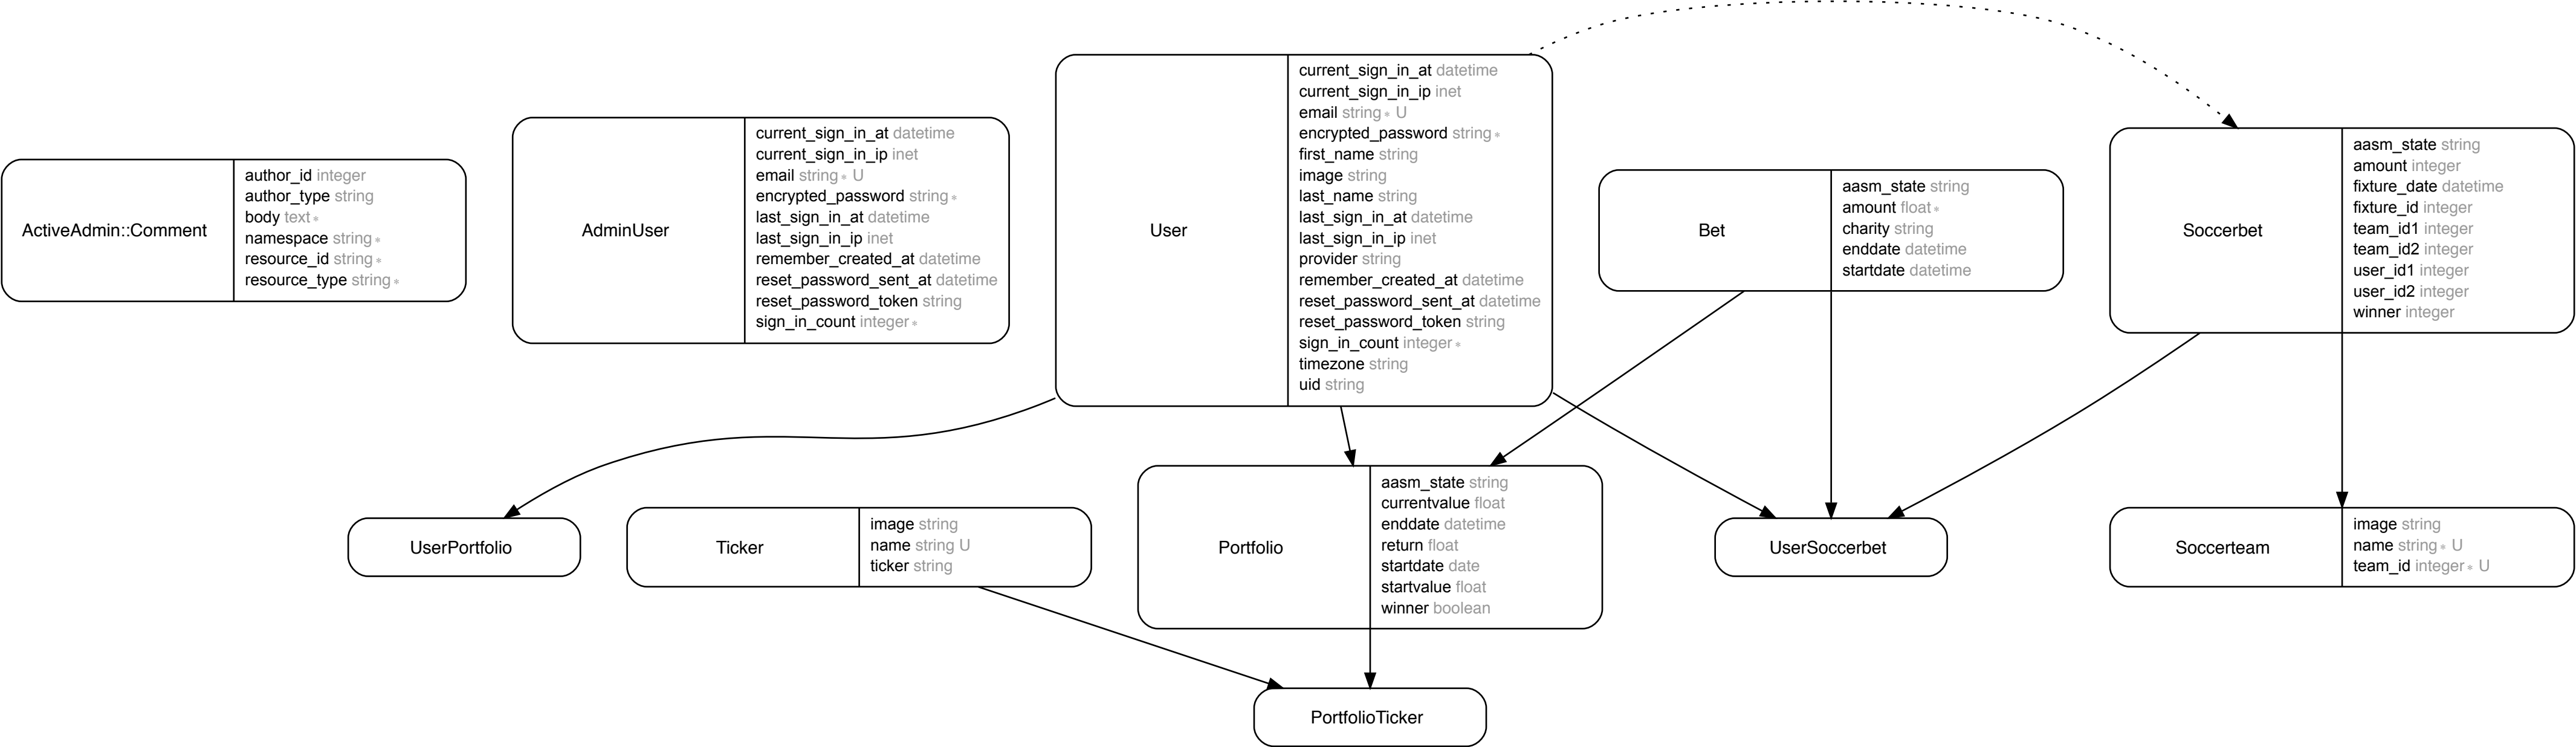 ActiveAdmin::Comment
author_id integer
author_type string
body text ∗
namespace string ∗
resource_id string ∗
resource_type string ∗
AdminUser
current_sign_in_at datetime
current_sign_in_ip inet
email string ∗ U
encrypted_password string ∗
last_sign_in_at datetime
last_sign_in_ip inet
remember_created_at datetime
reset_password_sent_at datetime
reset_password_token string
sign_in_count integer ∗
User
current_sign_in_at datetime
current_sign_in_ip inet
email string ∗ U
encrypted_password string ∗
first_name string
image string
last_name string
last_sign_in_at datetime
last_sign_in_ip inet
provider string
remember_created_at datetime
reset_password_sent_at datetime
reset_password_token string
sign_in_count integer ∗
timezone string
uid string
Bet
aasm_state string
amount float ∗
charity string
enddate datetime
startdate datetime
Soccerbet
aasm_state string
amount integer
fixture_date datetime
fixture_id integer
team_id1 integer
team_id2 integer
user_id1 integer
user_id2 integer
winner integer
UserPortfolio
Ticker
image string
name string U
ticker string
Portfolio
aasm_state string
currentvalue float
enddate datetime
return float
startdate date
startvalue float
winner boolean
UserSoccerbet
Soccerteam
image string
name string ∗ U
team_id integer ∗ U
PortfolioTicker